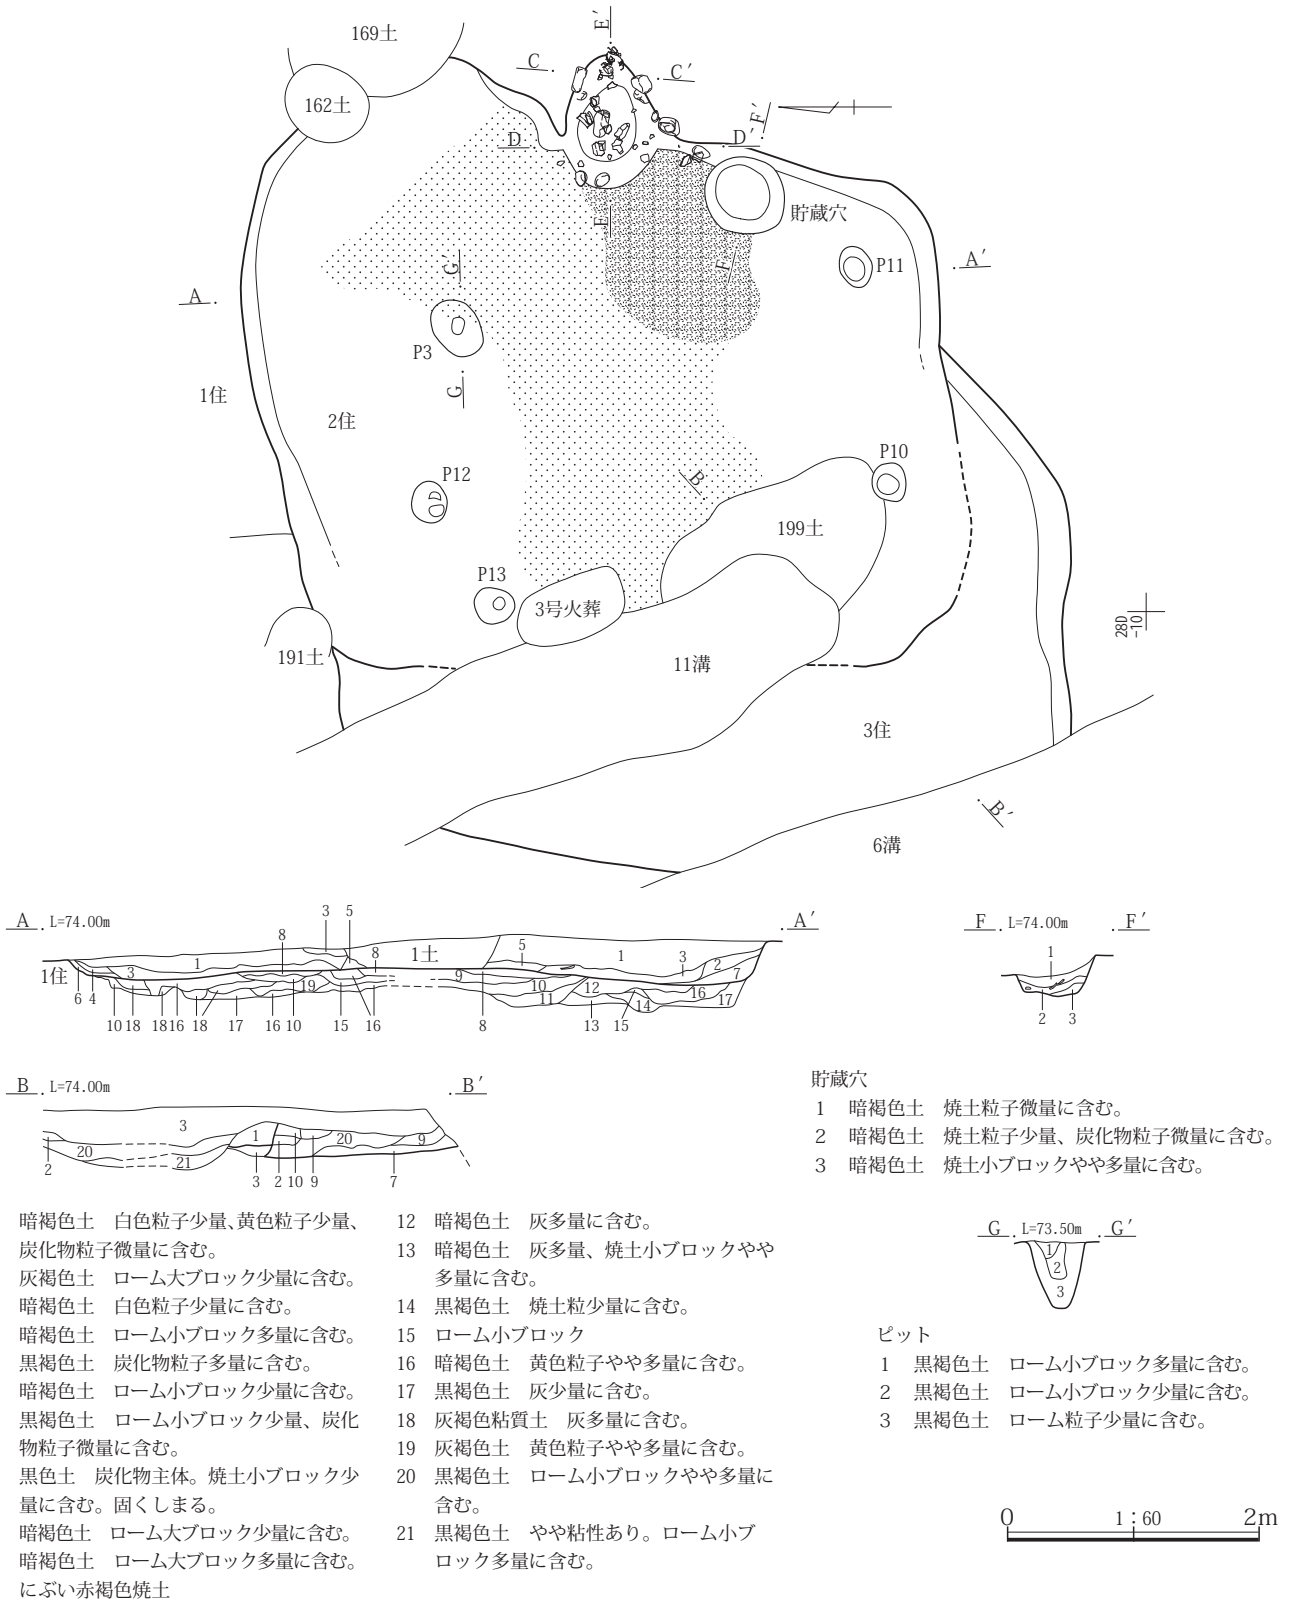 169土
E′
C
C′
162土
F′
D
D′
貯蔵穴
E
F
G′
P11
A′
A
P3
G
1住
2住
P10
P12
B
199土
P13
3号火葬
28D
-10
191土
11溝
3住
B′
6溝
A L=74.00m A′
3 5
8
1土
8
5
1
3
2
7
1住
3
1
9
10
11
12
14
16
17
19
6 4
10 18 18 16 18 17 16 10 15 16 8 13 15
F L=74.00m F′
1
2 3
B L=74.00m B′
3
1
20
9
20
21
2
3 2 10 9 7
貯蔵穴
1 暗褐色土 焼土粒子微量に含む。
2 暗褐色土 焼土粒子少量、炭化物粒子微量に含む。
3 暗褐色土 焼土小ブロックやや多量に含む。
暗褐色土 白色粒子少量、黄色粒子少量、
炭化物粒子微量に含む。
灰褐色土 ローム大ブロック少量に含む。
暗褐色土 白色粒子少量に含む。
暗褐色土 ローム小ブロック多量に含む。
黒褐色土 炭化物粒子多量に含む。
暗褐色土 ローム小ブロック少量に含む。
黒褐色土 ローム小ブロック少量、炭化
物粒子微量に含む。
黒色土 炭化物主体。焼土小ブロック少
量に含む。固くしまる。
暗褐色土 ローム大ブロック少量に含む。
暗褐色土 ローム大ブロック多量に含む。
にぶい赤褐色焼土
12 暗褐色土 灰多量に含む。
13 暗褐色土 灰多量、焼土小ブロックやや
多量に含む。
14 黒褐色土 焼土粒少量に含む。
15 ローム小ブロック
16 暗褐色土 黄色粒子やや多量に含む。
17 黒褐色土 灰少量に含む。
18 灰褐色粘質土 灰多量に含む。
19 灰褐色土 黄色粒子やや多量に含む。
20 黒褐色土 ローム小ブロックやや多量に
含む。
21 黒褐色土 やや粘性あり。ローム小ブ
ロック多量に含む。
G L=73.50m G′
1
2
3
ピット
1 黒褐色土 ローム小ブロック多量に含む。
2 黒褐色土 ローム小ブロック少量に含む。
3 黒褐色土 ローム粒子少量に含む。
0 1:60 2m